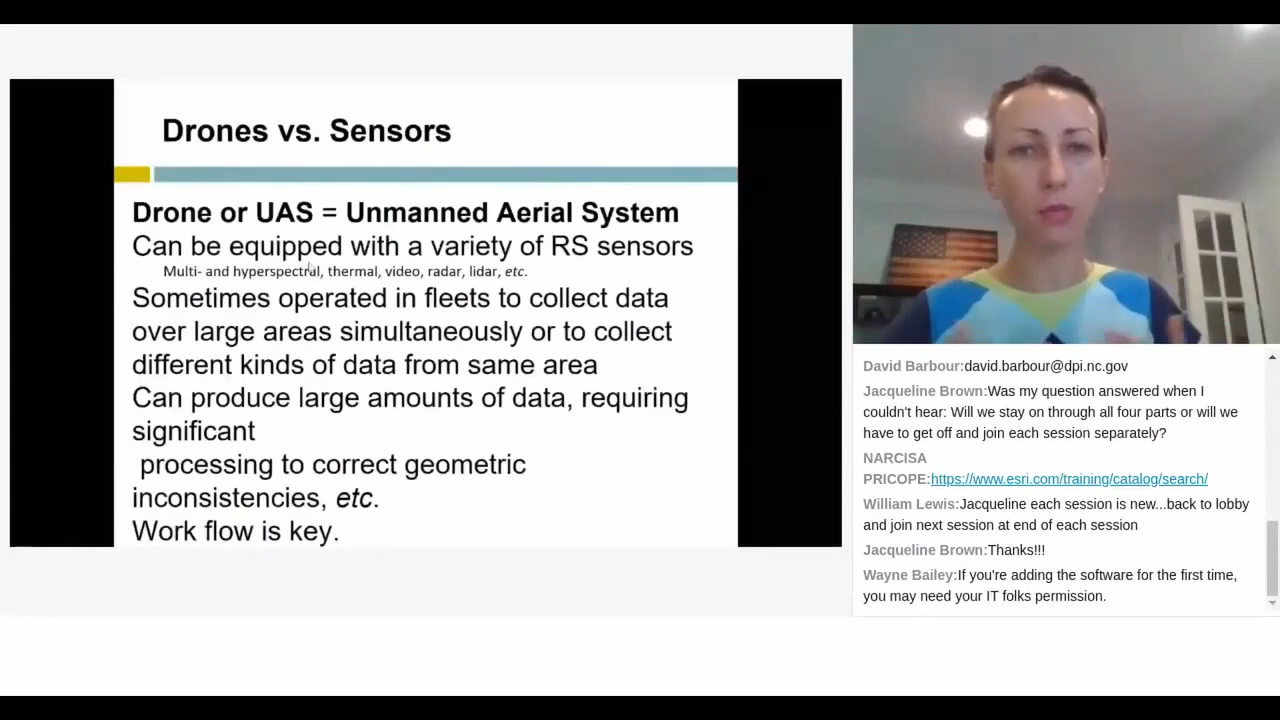 Drones vs. Sensors
Drone or UAS = Unmanned Aerial System
Can be equipped with a variety of RS sensors
Multi- and hyperspectral, thermal, video, radar, lidar, etc.
Sometimes operated in fleets to collect data
over large areas simultaneously or to collect
different kinds of data from same area
Can produce large amounts of data, requiring
significant
processing to correct geometric
inconsistencies, etc.
Work flow is key.
David Barbour:david.barbour@dpi.nc.gov
Jacqueline Brown:Was my question answered when I
couldn't hear: Will we stay on through all four parts or will we
have to get off and join each session separately?
NARCISA
PRICOPE:https://www.esri.com/training/catalog/search/
William Lewis:Jacqueline each session is new...back to lobby
and join next session at end of each session
Jacqueline Brown:Thanks!!!
Wayne Bailey:If you're adding the software for the first time,
you may need your IT folks permission.